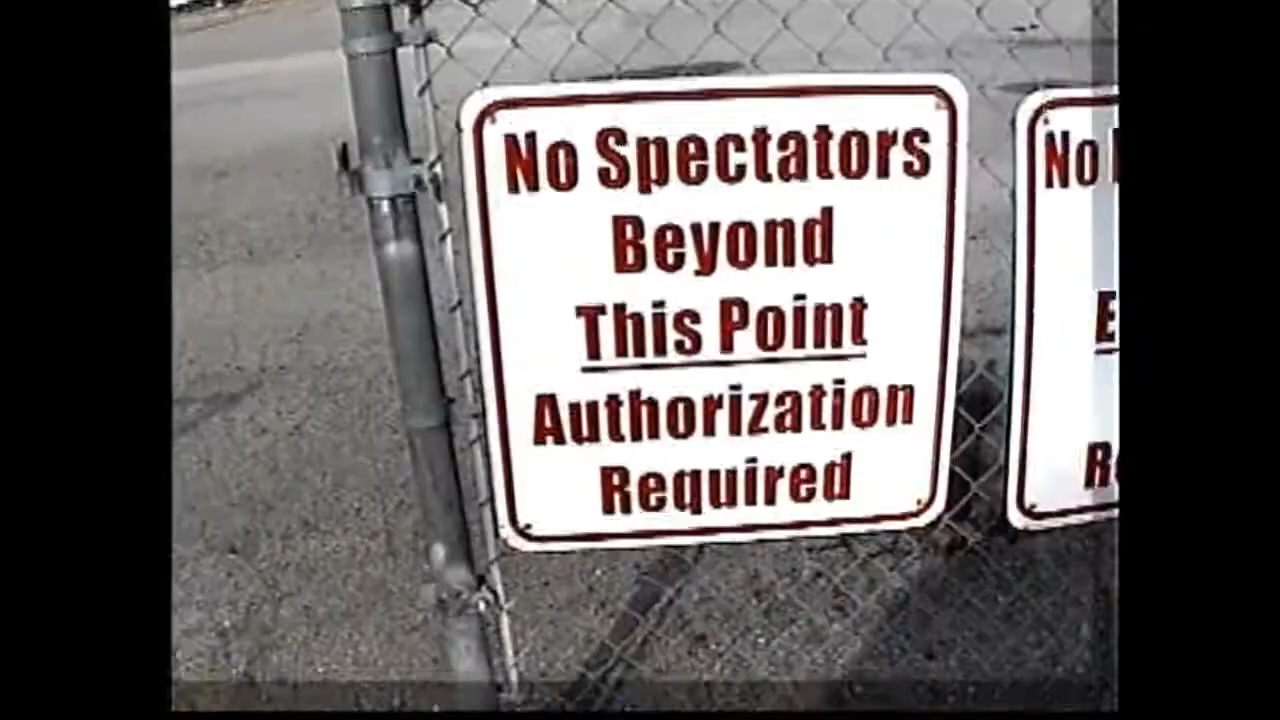 No Spectators
Beyond
This Point
Authorization
Required
No